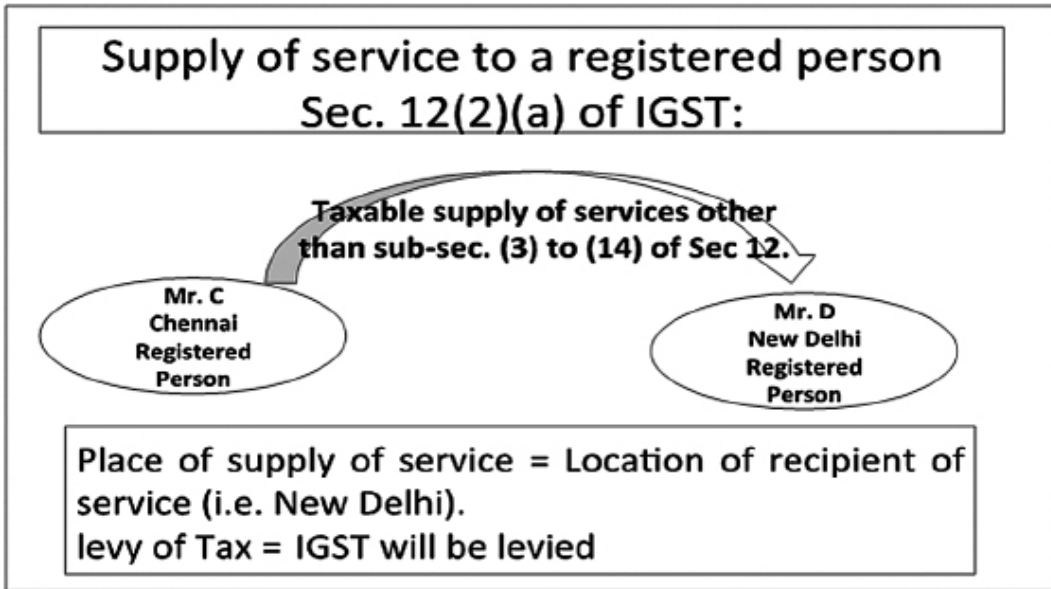 Supply of service to a registered person
Sec. 12(2)(a) of IGST:
Taxable supply of services other
than sub-sec. (3) to (14) of Sec 12.
Mr. C
Chennai
Registered
Person
Mr. D
New Delhi
Registered
Person
Place of supply of service = Location of recipient of
service (i.e. New Delhi).
levy of Tax = IGST will be levied